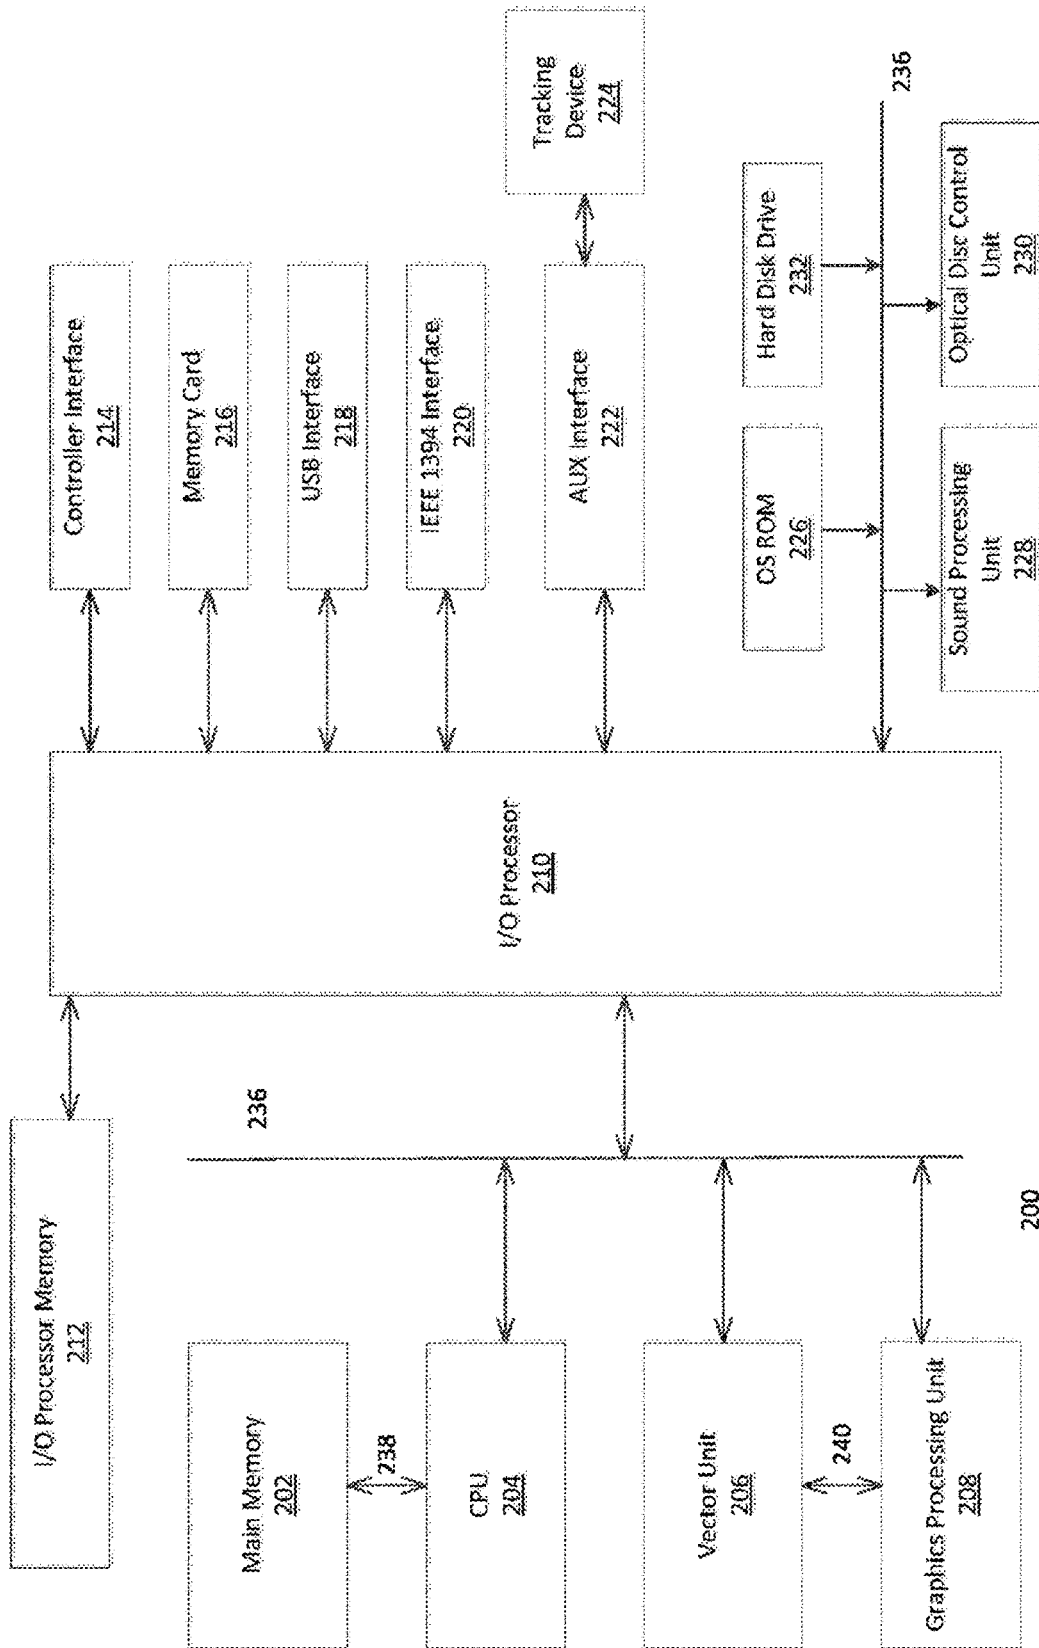 I/O Processor Memory
212
Main Memory
202
238
CPU
204
Vector Unit
206
240
Graphics Processing Unit
208
236
200
I/O Processor
210
Controller Interface
214
Memory Card
216
USB Interface
218
IEEE 1394 Interface
220
AUX Interface
222
Tracking
Device
224
OS ROM
226
Hard Disk Drive
232
236
Sound Processing
Unit
228
Optical Disc Control
Unit
230